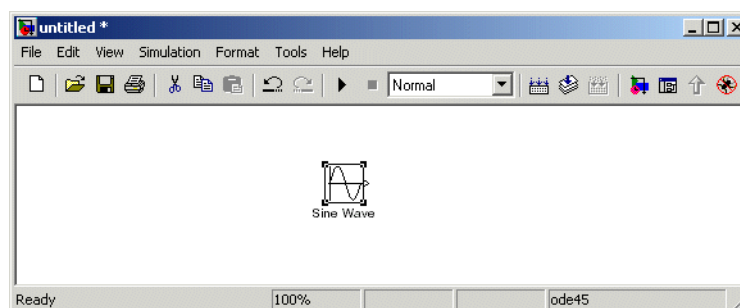 untitled *
File Edit View Simulation Format Tools Help
Normal
Sine Wave
Ready 100% ode45